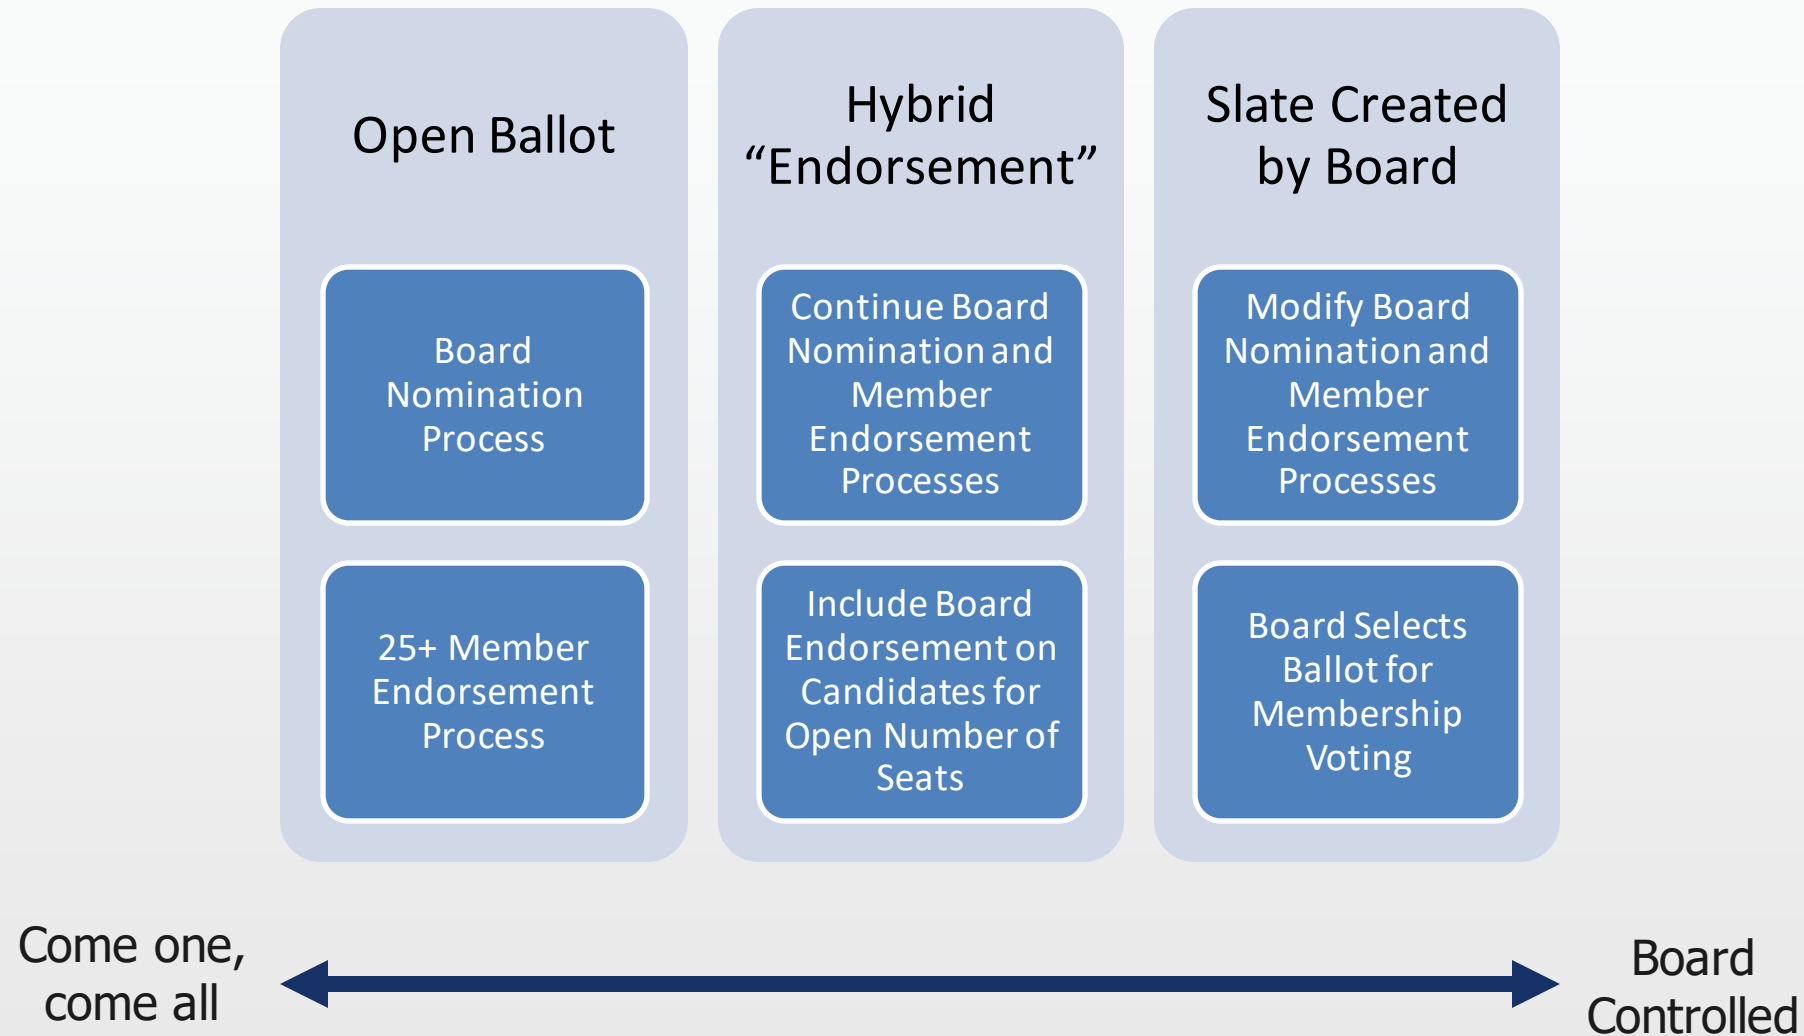 Open Ballot
Board
Nomination
Process
25+ Member
Endorsement
Process
Hybrid
“Endorsement”
Continue Board
Nomination and
Member
Endorsement
Processes
Include Board
Endorsement on
Candidates for
Open Number of
Seats
Slate Created
by Board
Modify Board
Nomination and
Member
Endorsement
Processes
Board Selects
Ballot for
Membership
Voting
Come one,
come all
Board
Controlled